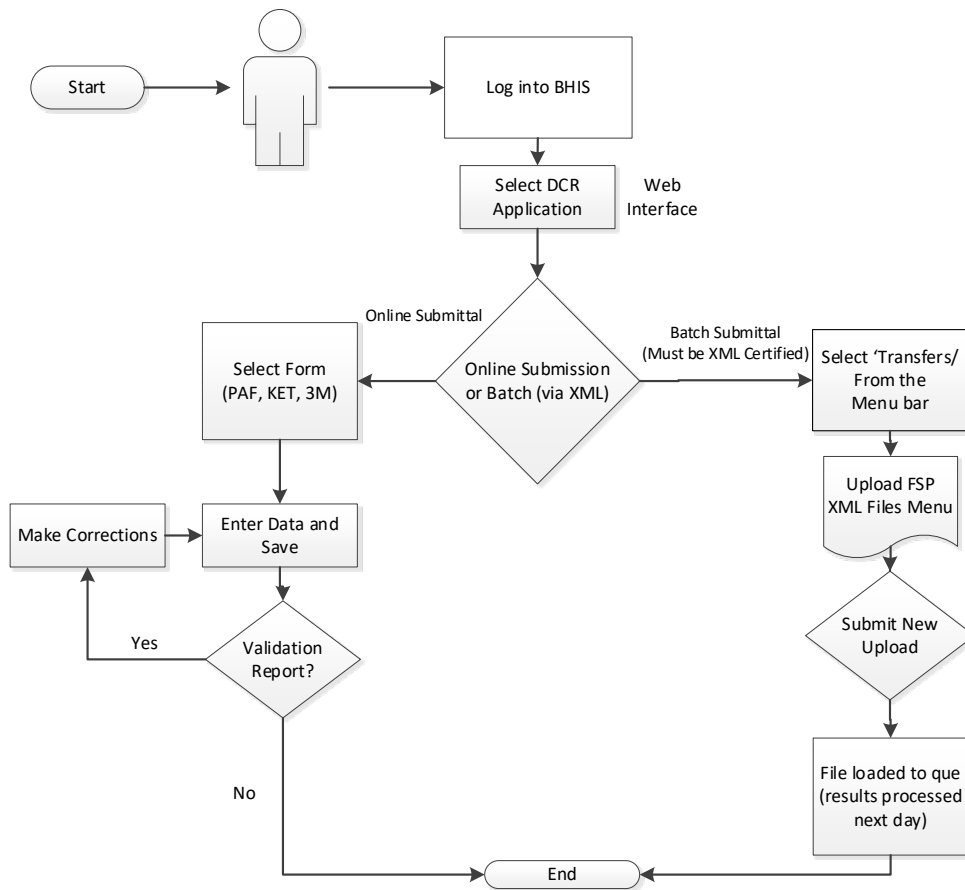 Start
Log into BHIS
Select DCR
Application
Web
Interface
Online Submittal
Batch Submittal
(Must be XML Certified)
Select Form
(PAF, KET, 3M)
Online Submission
or Batch (via XML)
Select ‘Transfers/
From the
Menu bar
Upload FSP
XML Files Menu
Make Corrections
Enter Data and
Save
Yes
Validation
Report?
Submit New
Upload
No
File loaded to que
(results processed
next day)
End